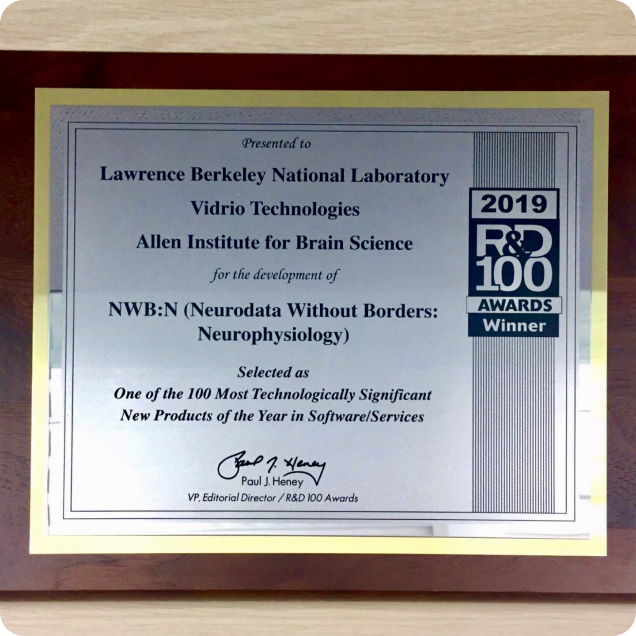 Presented to
Lawrence Berkeley National Laboratory
Vidrio Technologies
Allen Institute for Brain Science
for the development of
NWB:N (Neurodata Without Borders:
Neurophysiology)
Selected as
One of the 100 Most Technologically Significant
New Products of the Year in Software/Services
Paul J. Heney
Paul J. Heney
VP, Editorial Director / R&D 100 Awards
2019
R&D
100
AWARDS
Winner